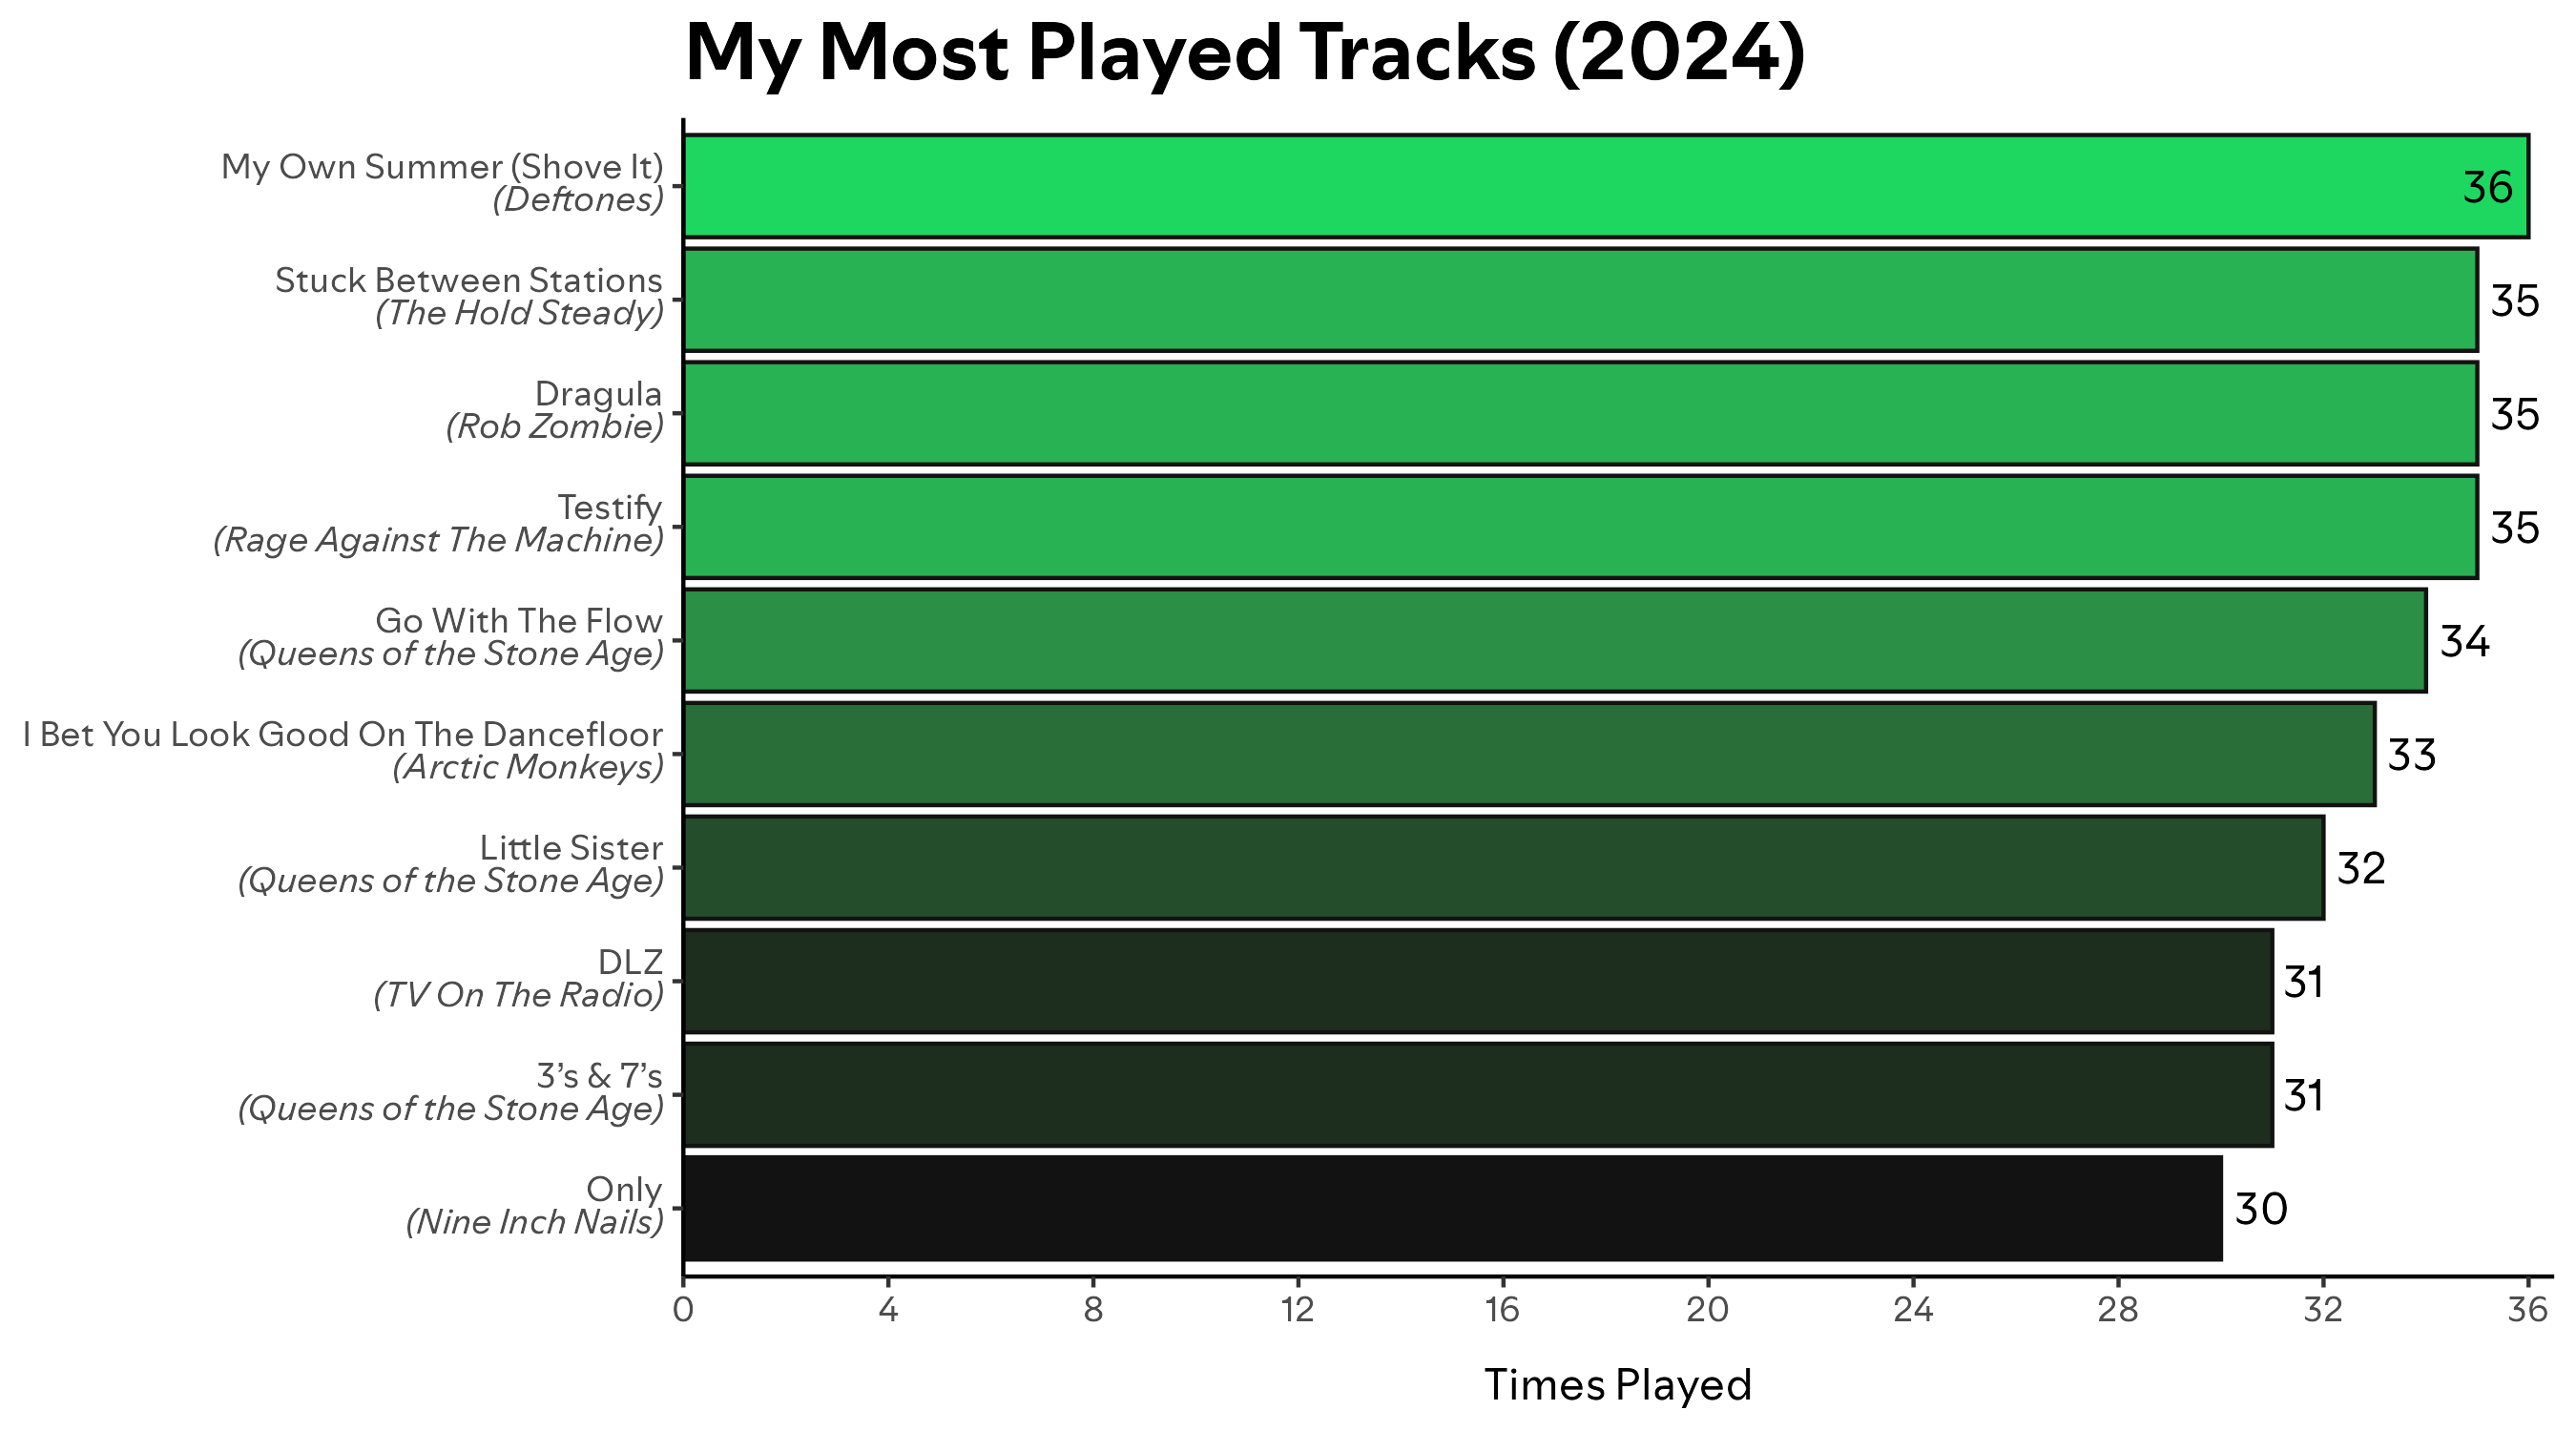 My Most Played Tracks (2024)
My Own Summer (Shove It)
(Deftones)
36
Stuck Between Stations
(The Hold Steady)
35
Dragula
(Rob Zombie)
35
Testify
(Rage Against The Machine)
35
Go With The Flow
(Queens of the Stone Age)
34
I Bet You Look Good On The Dancefloor
(Arctic Monkeys)
33
Little Sister
(Queens of the Stone Age)
32
DLZ
(TV On The Radio)
31
3’s & 7’s
(Queens of the Stone Age)
31
Only
(Nine Inch Nails)
30
0 4 8 12 16 20 24 28 32 36
Times Played